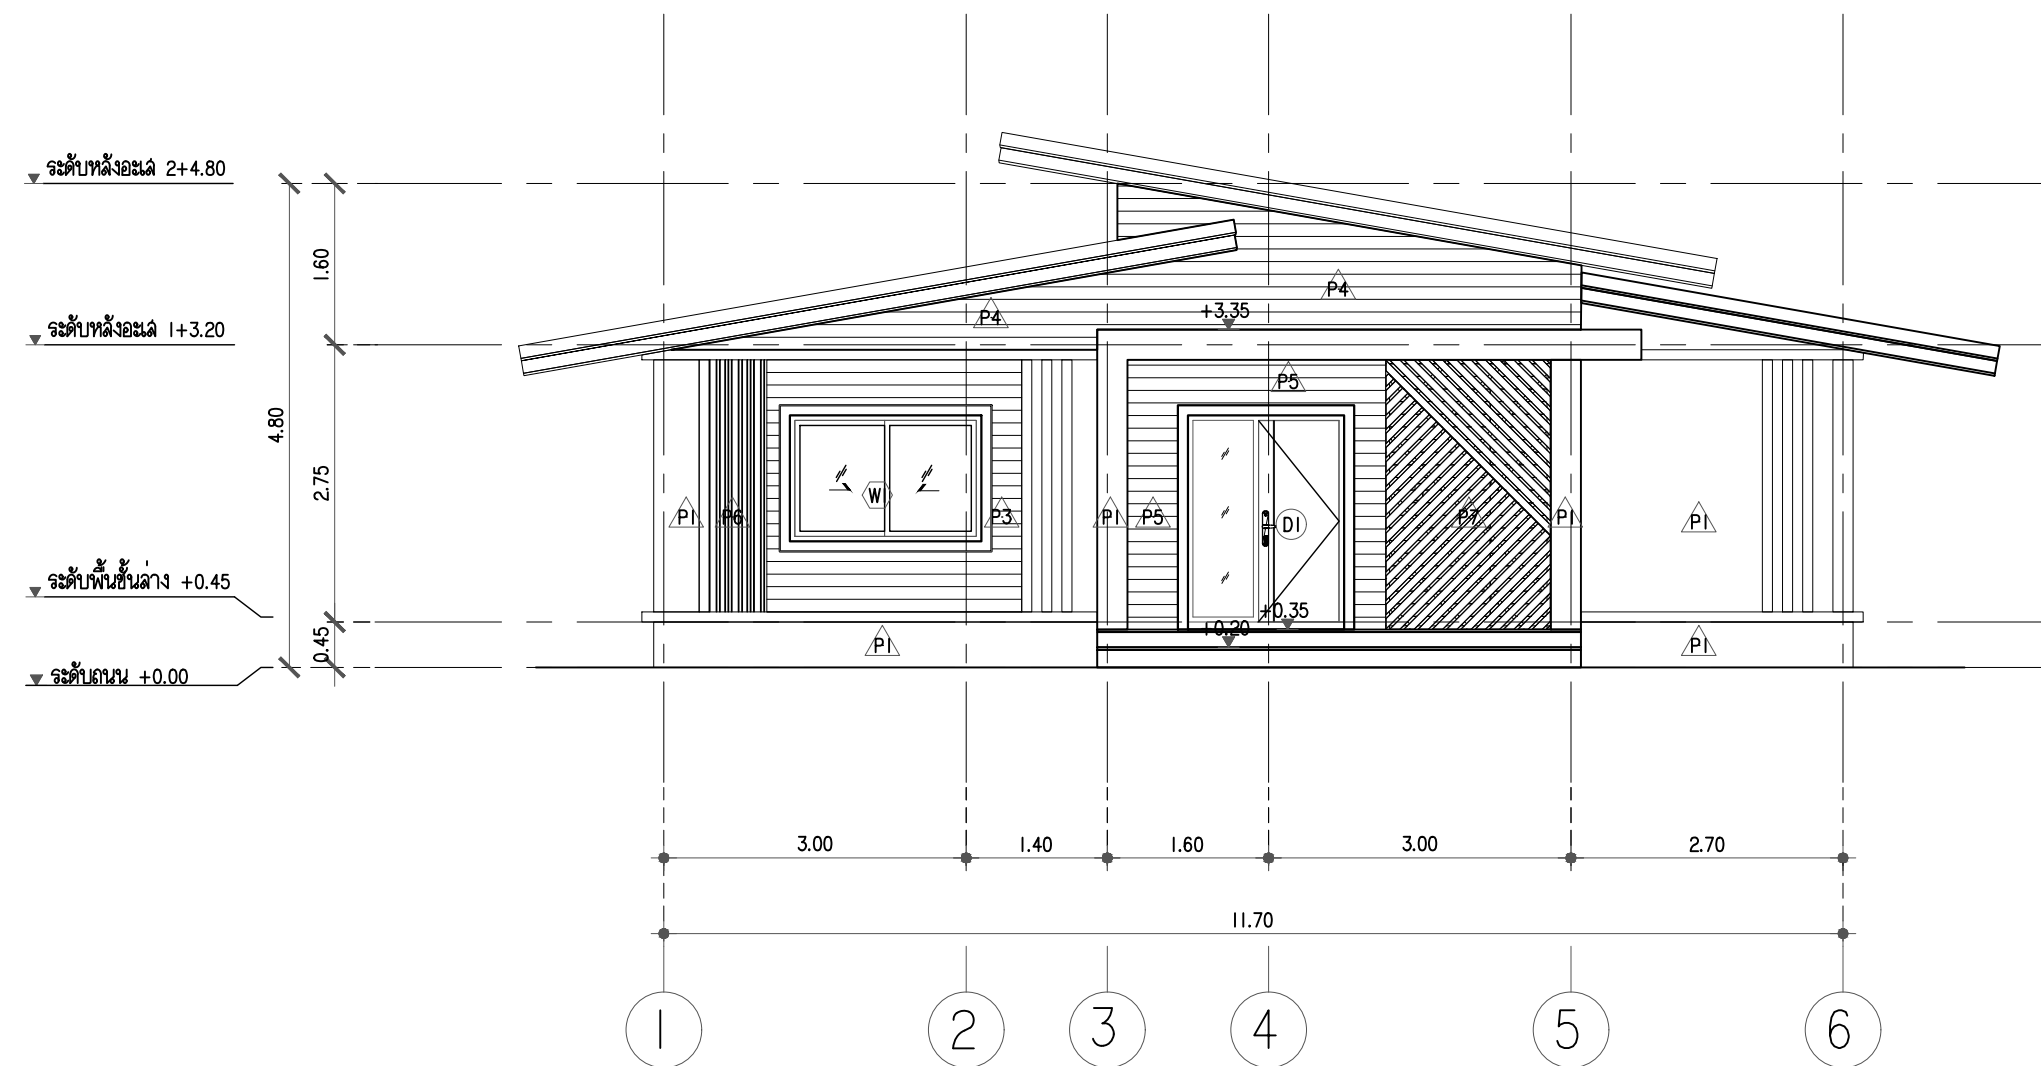 ระดับหลังอะเส 2+4.80
1.60
+3.35
P4
P4
ระดับหลังอะเส 1+3.20
4.80
2.75
P5
P1
P6
W1
P3
P1
P5
D1
P7
P1
P1
ระดับพื้นชั้นล่าง +0.45
+0.35
+0.20
0.45
P1
P1
ระดับถนน +0.00
3.00
1.40
1.60
3.00
2.70
11.70
1
2
3
4
5
6